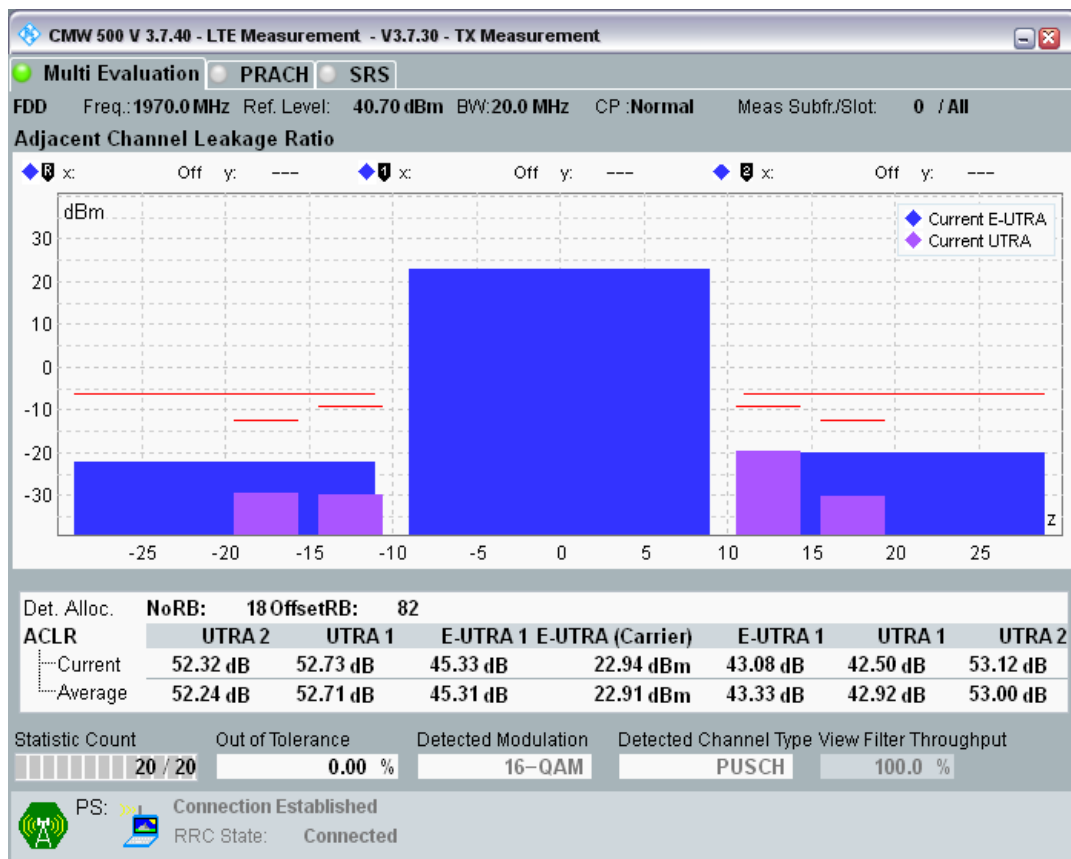 CMW 500 V 3.7.40 - LTE Measurement - V3.7.30 - TX Measurement
Multi Evaluation PRACH SRS
FDD Freq.:1970.0 MHz Ref. Level: 40.70 dBm BW:20.0 MHz CP :Normal Meas Subfr./Slot: 0 / All
Adjacent Channel Leakage Ratio
R x: Off y: --- 1 x: Off y: --- 2 x: Off y: ---
dBm
Current E-UTRA
Current UTRA
30
20
10
0
-10
-20
-30
z
-25 -20 -15 -10 -5 0 5 10 15 20 25
Det. Alloc. NoRB: 18 OffsetRB: 82
ACLR UTRA 2 UTRA 1 E-UTRA 1 E-UTRA (Carrier) E-UTRA 1 UTRA 1 UTRA 2
Current 52.32 dB 52.73 dB 45.33 dB 22.94 dBm 43.08 dB 42.50 dB 53.12 dB
Average 52.24 dB 52.71 dB 45.31 dB 22.91 dBm 43.33 dB 42.92 dB 53.00 dB
Statistic Count Out of Tolerance Detected Modulation Detected Channel Type View Filter Throughput
20 / 20 0.00 % 16-QAM PUSCH 100.0 %
PS: Connection Established
RRC State: Connected